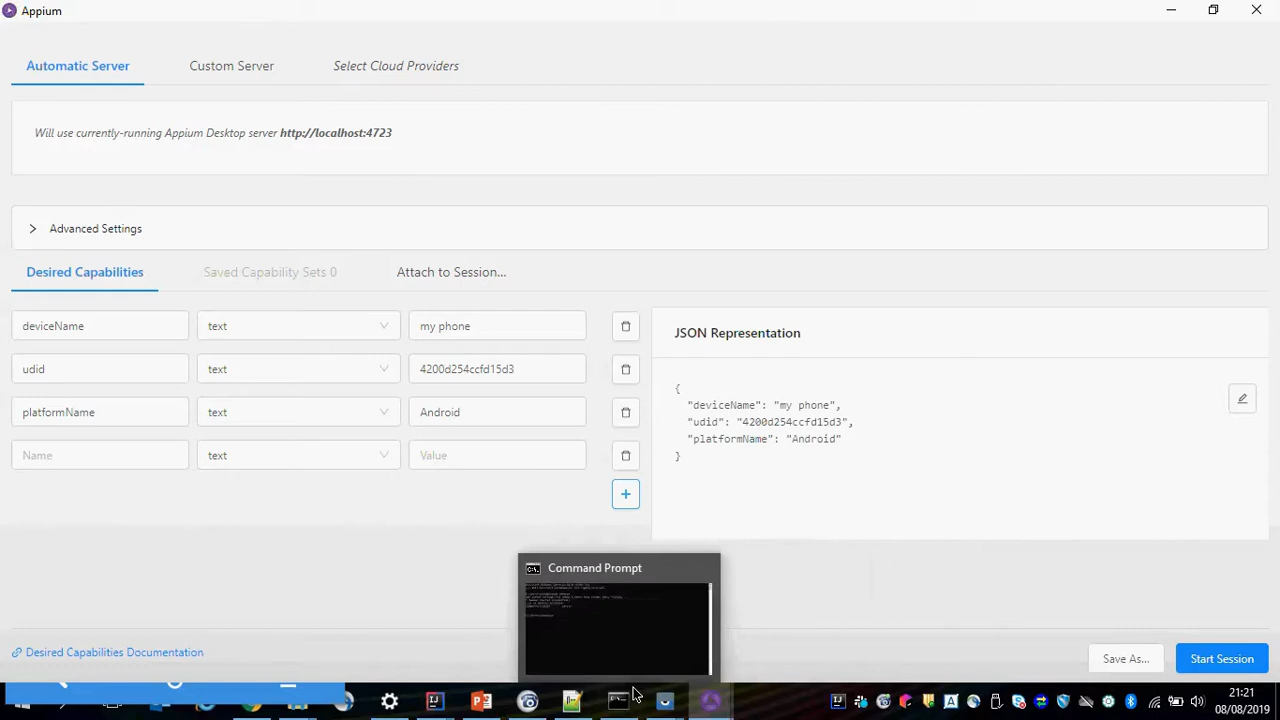 Appium
Automatic Server Custom Server Select Cloud Providers
Will use currently-running Appium Desktop server http://localhost:4723
Advanced Settings
Desired Capabilities Saved Capability Sets 0 Attach to Session...
deviceName text my phone
udid text 4200d254ccfd15d3
platformName text Android
Name text Value
JSON Representation
{
"deviceName": "my phone",
"udid": "4200d254ccfd15d3",
"platformName": "Android"
}
Command Prompt
Desired Capabilities Documentation
Save As... Start Session
21:21
08/08/2019